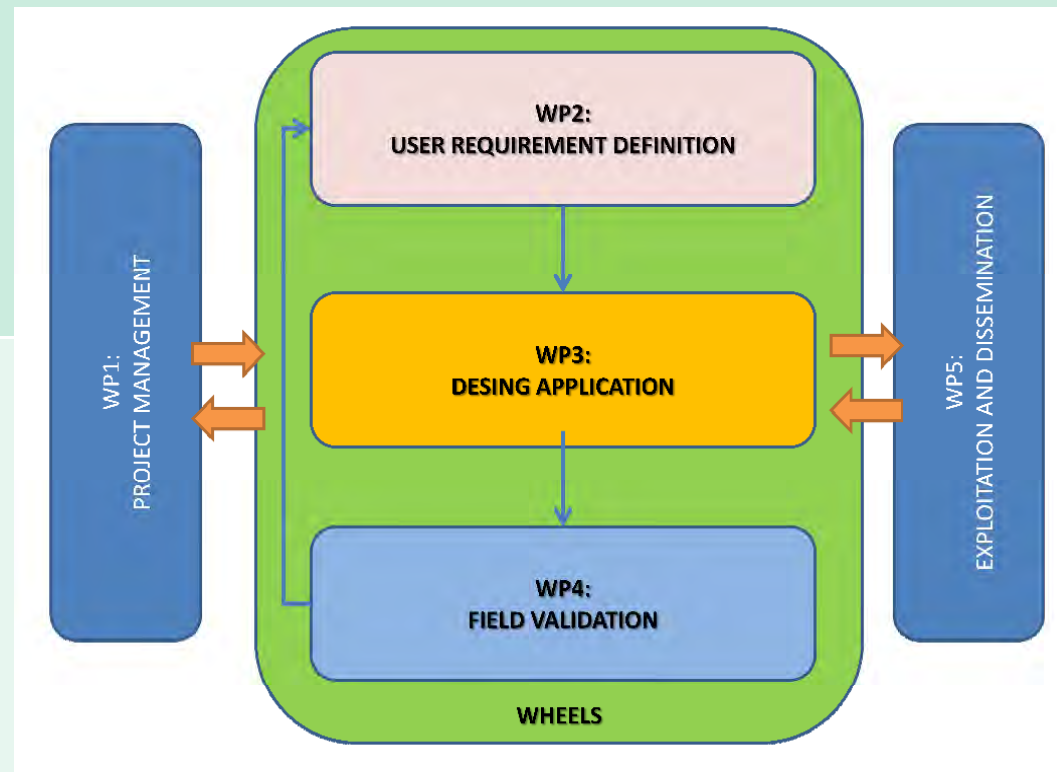 WP1:
PROJECT MANAGEMENT
WP2:
USER REQUIREMENT DEFINITION
WP3:
DESING APPLICATION
WP4:
FIELD VALIDATION
WHEELS
WP5:
EXPLOITATION AND DISSEMINATION